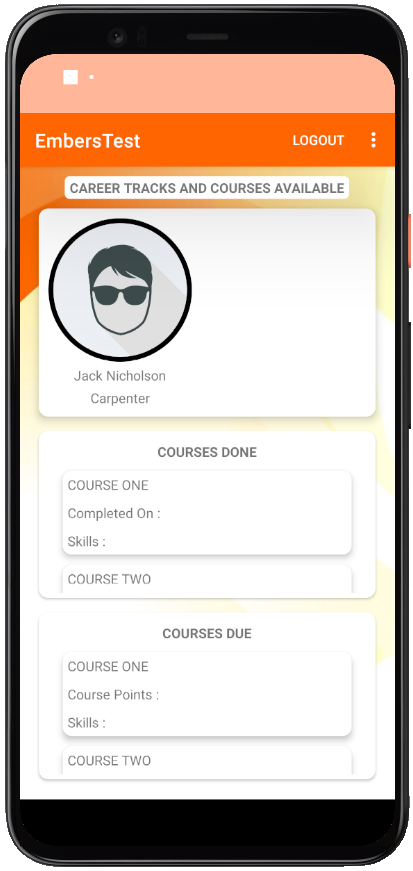 EmbersTest LOGOUT
CAREER TRACKS AND COURSES AVAILABLE
Jack Nicholson
Carpenter
COURSES DONE
COURSE ONE
Completed On :
Skills :
COURSE TWO
COURSES DUE
COURSE ONE
Course Points :
Skills :
COURSE TWO